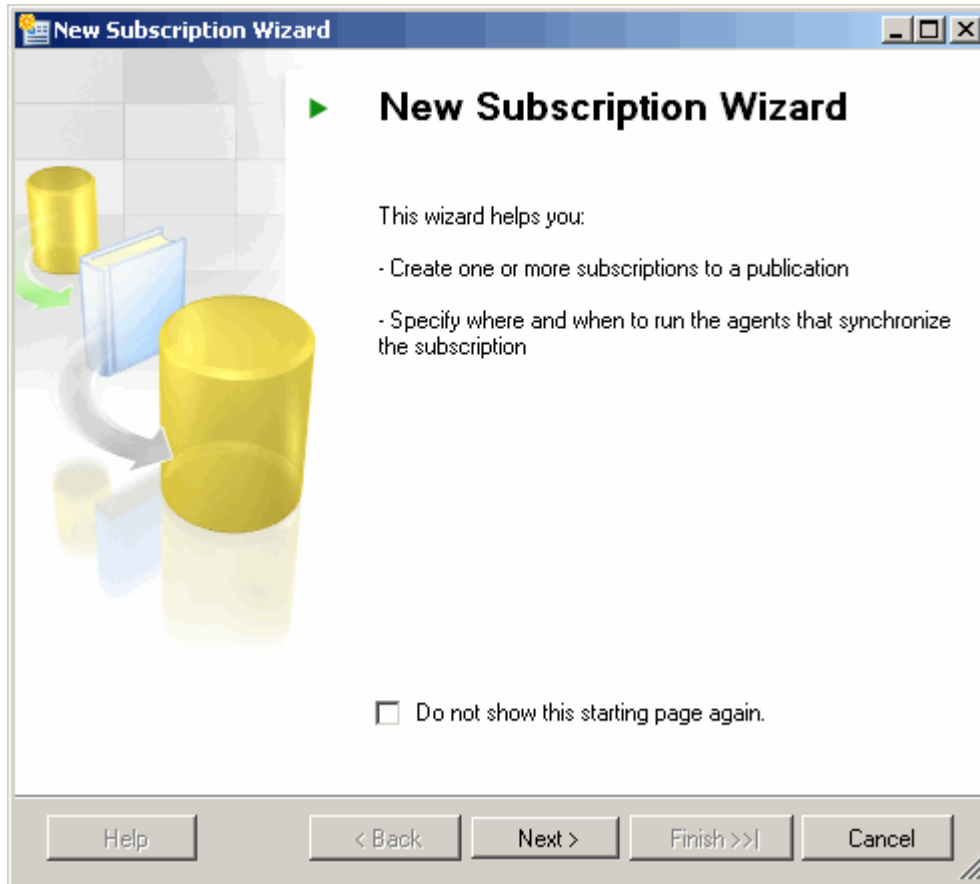 New Subscription Wizard
New Subscription Wizard
This wizard helps you:
- Create one or more subscriptions to a publication
- Specify where and when to run the agents that synchronize
the subscription
Do not show this starting page again.
Help
< Back
Next >
Finish >>|
Cancel